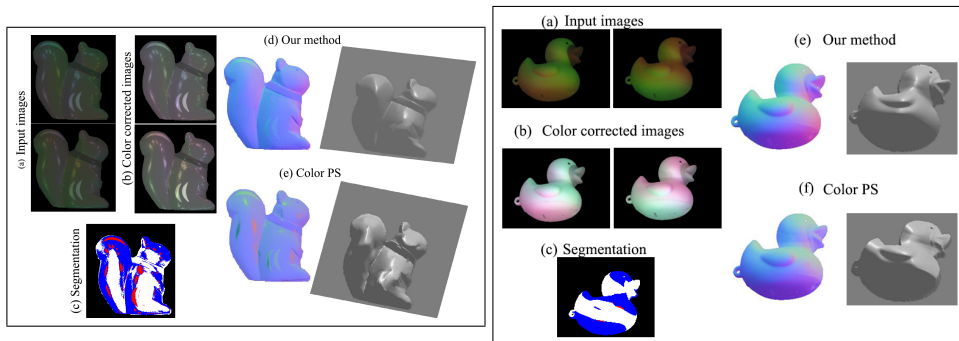 (a) Input images
(b) Color corrected images
(c) Segmentation
(d) Our method
(e) Color PS
(a) Input images
(b) Color corrected images
(c) Segmentation
(e) Our method
(f) Color PS